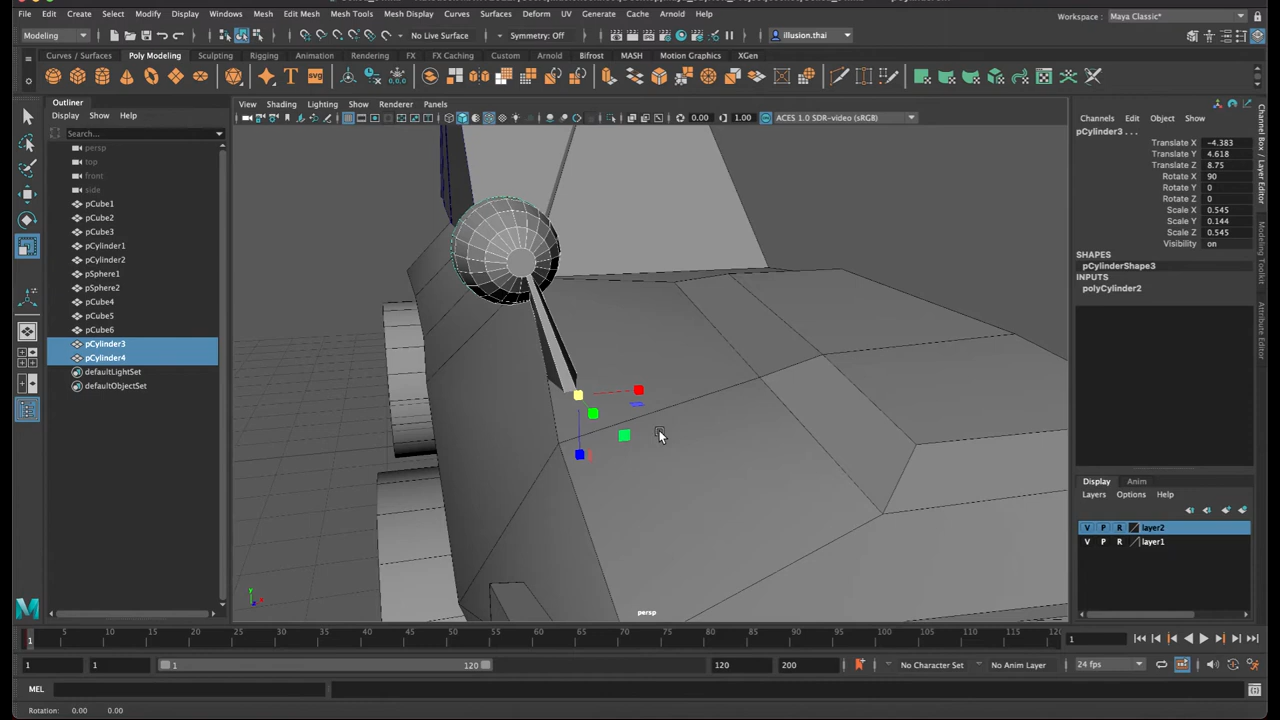 File Edit Create Select Modify Display Windows Mesh Edit Mesh Mesh Tools Mesh Display Curves Surfaces Deform UV Generate Cache Arnold Help
Workspace : Maya Classic*
Modeling No Live Surface Symmetry: Off illusion.thai
Curves / Surfaces Poly Modeling Sculpting Rigging Animation Rendering FX FX Caching Custom Arnold Bifrost MASH Motion Graphics XGen
SVG
Outliner
Display Show Help
Search...
persp
top
front
side
pCube1
pCube2
pCube3
pCylinder1
pCylinder2
pSphere1
pSphere2
pCube4
pCube5
pCube6
pCylinder3
pCylinder4
defaultLightSet
defaultObjectSet
View Shading Lighting Show Renderer Panels
0.00 1.00 ACES 1.0 SDR-video (sRGB)
persp
Channels Edit Object Show
pCylinder3 . . .
Translate X -4.383
Translate Y 4.618
Translate Z 8.75
Rotate X 90
Rotate Y 0
Rotate Z 0
Scale X 0.545
Scale Y 0.144
Scale Z 0.545
Visibility on
SHAPES
pCylinderShape3
INPUTS
polyCylinder2
Channel Box / Layer Editor
Modeling Toolkit
Attribute Editor
Display Anim
Layers Options Help
V P R layer2
V P R layer1
1 5 10 15 20 25 30 35 40 45 50 55 60 65 70 75 80 85 90 95 100 105 110 115 120
1
1 1 1 120 120 200 No Character Set No Anim Layer 24 fps
MEL
Rotation: 0.00 0.00